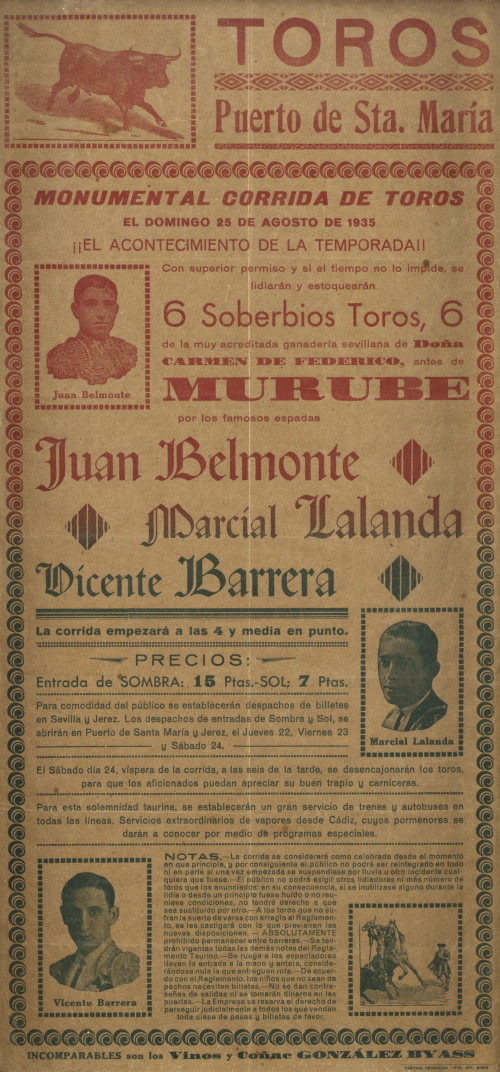 TOROS
Puerto de Sta. María
MONUMENTAL CORRIDA DE TOROS
EL DOMINGO 25 DE AGOSTO DE 1935
¡¡EL ACONTECIMIENTO DE LA TEMPORADA!!
Con superior permiso y si el tiempo no lo impide, se
lidiarán y estoquearán
6 Soberbios Toros, 6
de la muy acreditada ganadería sevillana de Doña
CARMEN DE FEDERICO, antes de
MURUBE
Juan Belmonte
por los famosos espadas
Juan Belmonte
Marcial Lalanda
Vicente Barrera
La corrida empezará a las 4 y media en punto.
PRECIOS:
Entrada de SOMBRA: 15 Ptas.-SOL; 7 Ptas.
Para comodidad del público se establecerán despachos de billetes
en Sevilla y Jerez. Los despachos de entradas de Sombra y Sol, se
abrirán en Puerto de Santa María y Jerez, el Jueves 22, Viernes 23
y Sábado 24.
Marcial Lalanda
El Sábado día 24, víspera de la corrida, a las seis de la tarde, se desencajonarán los toros,
para que los aficionados puedan apreciar su buen trapío y carniceras.
Para esta solemnidad taurina, se establecerán un gran servicio de trenes y autobuses en
todas las líneas. Servicios extraordinarios de vapores desde Cádiz, cuyos pormenores se
darán a conocer por medio de programas especiales.
NOTAS.—La corrida se considerará como celebrada desde el momento
en que principie, y por consiguiente el público no podrá ser reintegrado en todo
ni en parte si una vez empezada se suspendiese por lluvia u otro incidente cual-
quiera que fuese.—El público no podrá exigir otros lidiadores ni más número de
toros que los anunciados: en su consecuencia, si se inutilizase alguno durante la
lidia o desde un principio fuese huido o no reu-
niese condiciones, no tendrá derecho a que
sea sustituido por otro.—A los toros que no su-
fran la suerte de varas con arreglo al Reglamen-
to, se les castigará con lo que previenen las
nuevas disposiciones. — ABSOLUTAMENTE
prohibido permanecer entre barreras.—Se ten-
drán vigentes todas las demás notas del Regla-
mento Taurino.—Se ruega a los espectadores
lleven la entrada a la mano y entera, conside-
rándose nula la que entreguen rota.—De acuer-
do con el Reglamento, los niños que no sean de
pechos necesitan billetes.—No se dan contra-
señas de salidas ni se tomarán dineros en las
puertas.—La Empresa se reserva el derecho de
perseguir judicialmente a todos los que vendan
toda clase de pases y billetes de favor.
Vicente Barrera
INCOMPARABLES son los Vinos y Coñac GONZÁLEZ BYASS